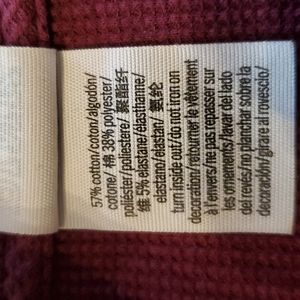 57% cotton/coton/algodón/
cotone/ 棉 38% polyester/
poliéster/poliestere/ 聚酯纤
维 5% elastane/élasthanne/
elastano/elastan/ 氨纶
turn inside out/do not iron on
decoration/retourner le vêtement
à l'envers/ne pas repasser sur
les ornements/lavar del lado
del revés/no planchar sobre la
decoración/girare al rovescio/